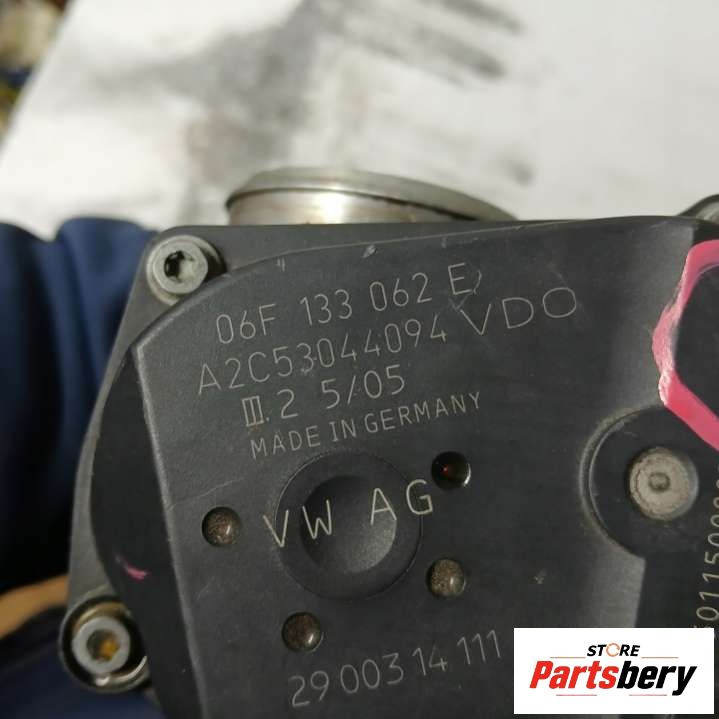 06F 133 062 E
A2C53044094 VDO
III.2 5/05
MADE IN GERMANY
VW AG
29 003 14 111
STORE
Partsbery